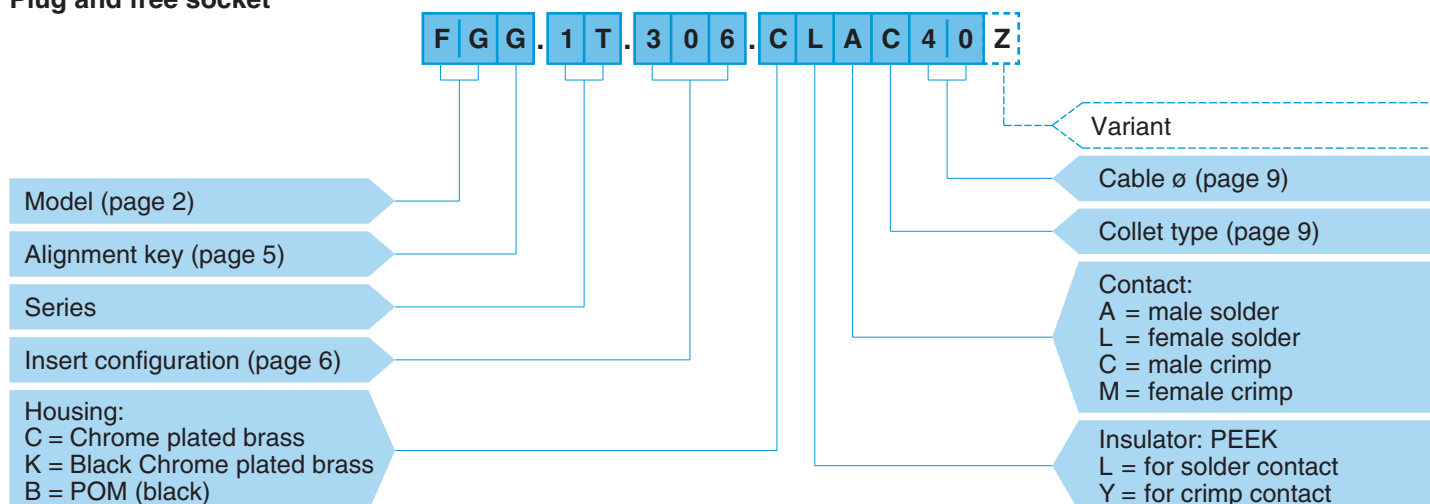 Plug and free socket
F G G . 1 T . 3 0 6 . C L A C 4 0 Z
Variant
Cable ø (page 9)
Collet type (page 9)
Contact:
A = male solder
L = female solder
C = male crimp
M = female crimp
Insulator: PEEK
L = for solder contact
Y = for crimp contact
Model (page 2)
Alignment key (page 5)
Series
Insert configuration (page 6)
Housing:
C = Chrome plated brass
K = Black Chrome plated brass
B = POM (black)